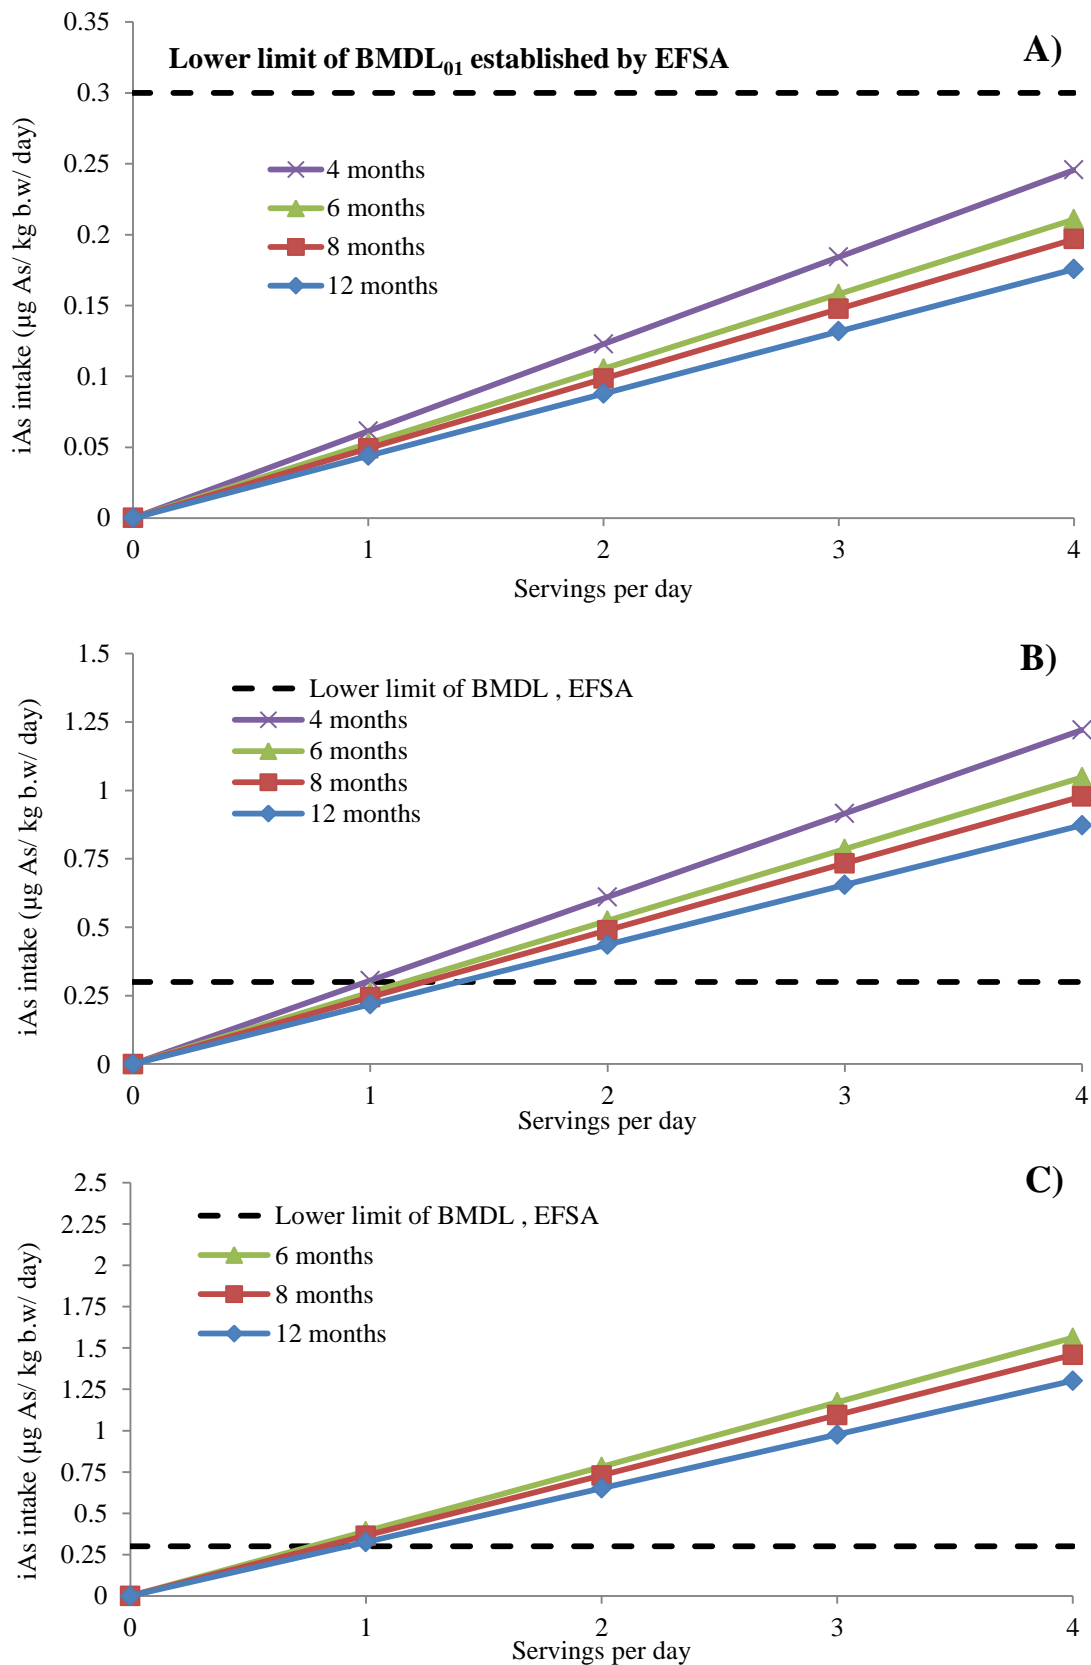 0.35
A)
Lower limit of BMDL01 established by EFSA
0.3
4 months
6 months
8 months
12 months
0.25
0.2
0.15
0.1
0.05
0
iAs intake (µg As/ kg b.w/ day)
0 1 2 3 4
Servings per day
1.5
B)
Lower limit of BMDL , EFSA
4 months
6 months
8 months
12 months
1.25
1
0.75
0.5
0.25
0
iAs intake (µg As/ kg b.w/ day)
0 1 2 3 4
Servings per day
2.5
C)
Lower limit of BMDL , EFSA
6 months
8 months
12 months
2.25
2
1.75
1.5
1.25
1
0.75
0.5
0.25
0
iAs intake (µg As/ kg b.w/ day)
0 1 2 3 4
Servings per day